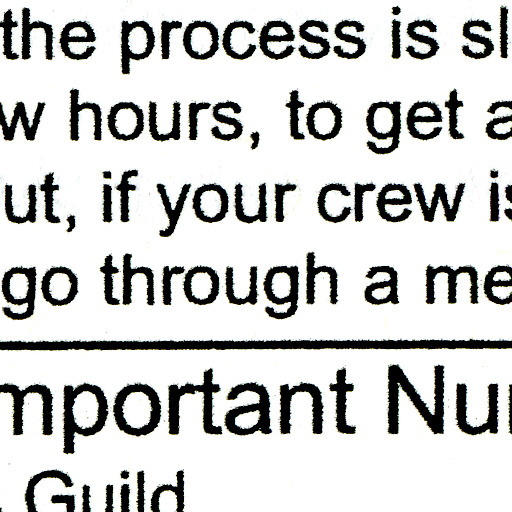 the process is sl
w hours, to get a
ut, if your crew is
go through a me
mportant Nu
Guild